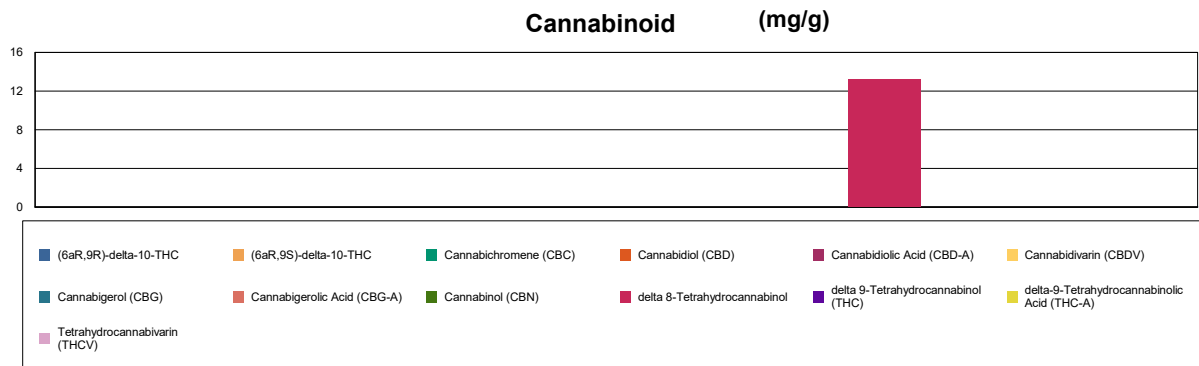 Cannabinoid (mg/g)
16
12
8
4
0
(6aR,9R)-delta-10-THC
(6aR,9S)-delta-10-THC
Cannabichromene (CBC)
Cannabidiol (CBD)
Cannabidiolic Acid (CBD-A)
Cannabidivarin (CBDV)
Cannabigerol (CBG)
Cannabigerolic Acid (CBG-A)
Cannabinol (CBN)
delta 8-Tetrahydrocannabinol
delta 9-Tetrahydrocannabinol
(THC)
delta-9-Tetrahydrocannabinolic
Acid (THC-A)
Tetrahydrocannabivarin
(THCV)